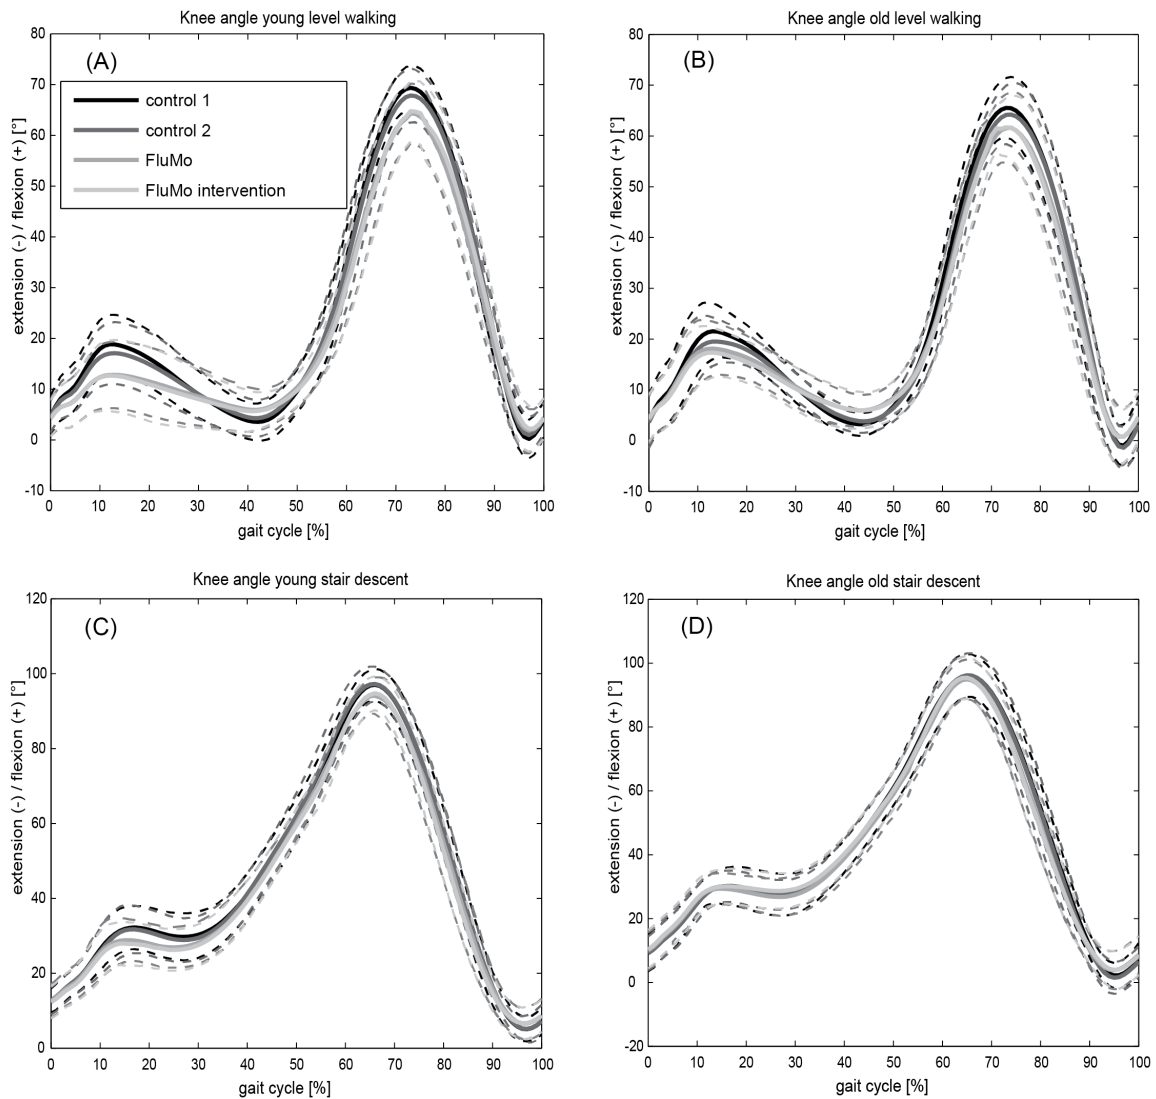 Knee angle young level walking
(A)
control 1
control 2
FluMo
FluMo intervention
extension (-) / flexion (+) [°]
80
70
60
50
40
30
20
10
0
-10
0 10 20 30 40 50 60 70 80 90 100
gait cycle [%]
Knee angle old level walking
(B)
extension (-) / flexion (+) [°]
80
70
60
50
40
30
20
10
0
-10
0 10 20 30 40 50 60 70 80 90 100
gait cycle [%]
Knee angle young stair descent
(C)
extension (-) / flexion (+) [°]
120
100
80
60
40
20
0
0 10 20 30 40 50 60 70 80 90 100
gait cycle [%]
Knee angle old stair descent
(D)
extension (-) / flexion (+) [°]
120
100
80
60
40
20
0
-20
0 10 20 30 40 50 60 70 80 90 100
gait cycle [%]